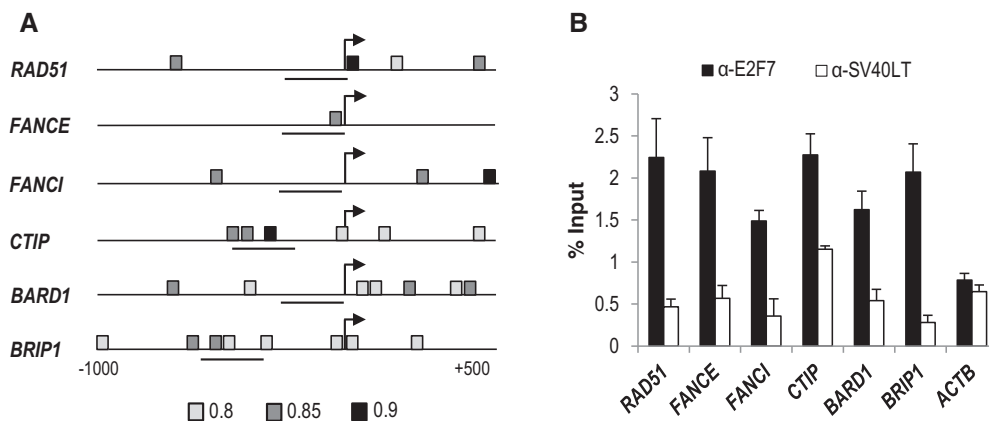 A
RAD51
FANCE
FANCI
CTIP
BARD1
BRIP1
-1000 +500
0.8 0.85 0.9
B
α-E2F7 α-SV40LT
% Input
3
2.5
2
1.5
1
0.5
0
RAD51 FANCE FANCI CTIP BARD1 BRIP1 ACTB